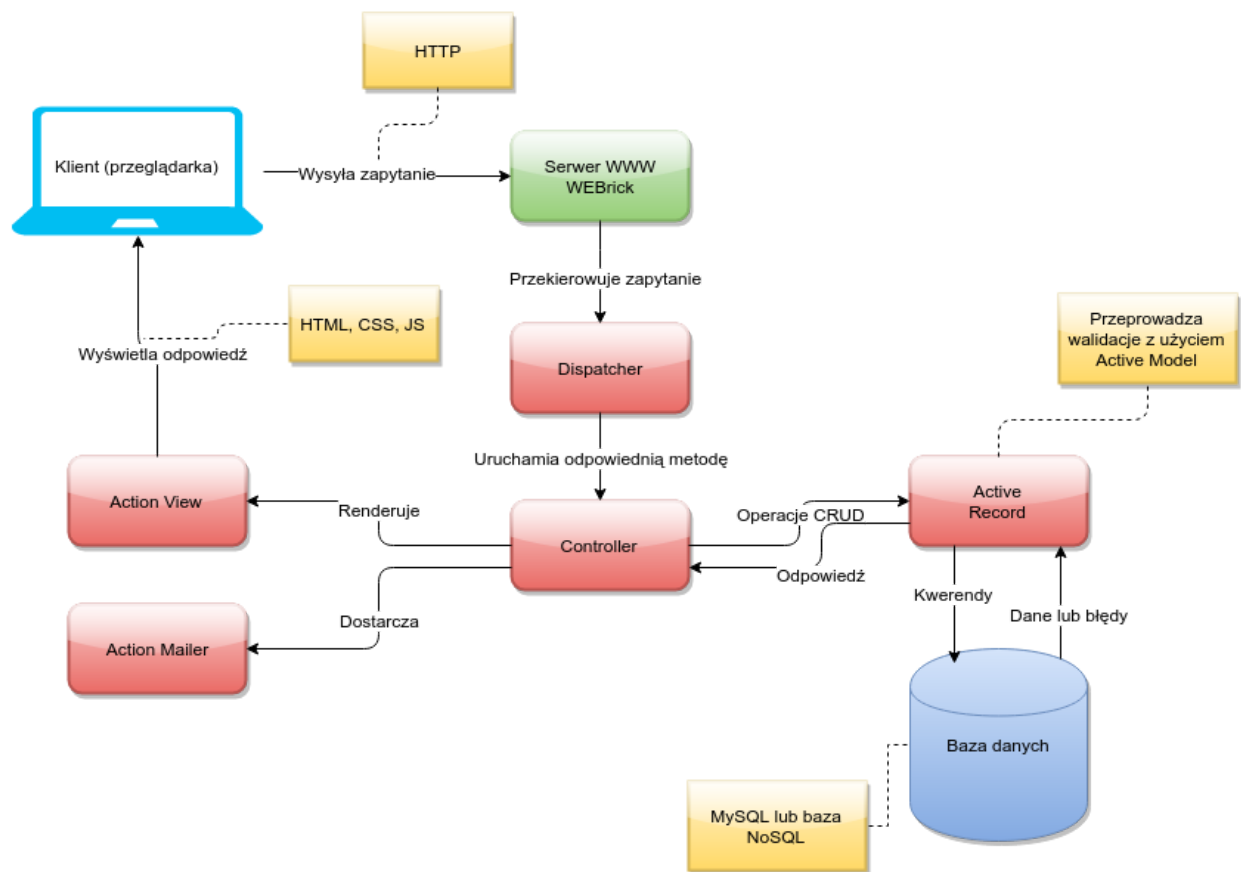 HTTP
Klient (przeglądarka)
Wysyła zapytanie
Serwer WWW
WEBrick
Przekierowuje zapytanie
HTML, CSS, JS
Wyświetla odpowiedź
Dispatcher
Przeprowadza
walidacje z użyciem
Active Model
Uruchamia odpowiednią metodę
Action View
Renderuje
Controller
Operacje CRUD
Active
Record
Odpowiedź
Kwerendy
Dane lub błędy
Dostarcza
Action Mailer
Baza danych
MySQL lub baza
NoSQL